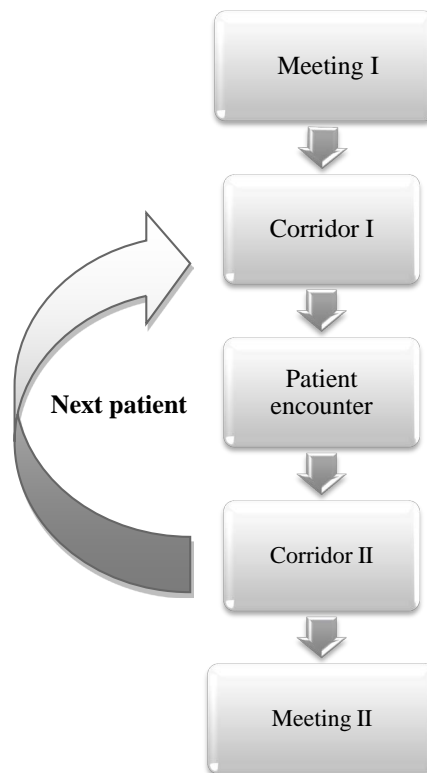 Meeting I
Corridor I
Next patient
Patient
encounter
Corridor II
Meeting II